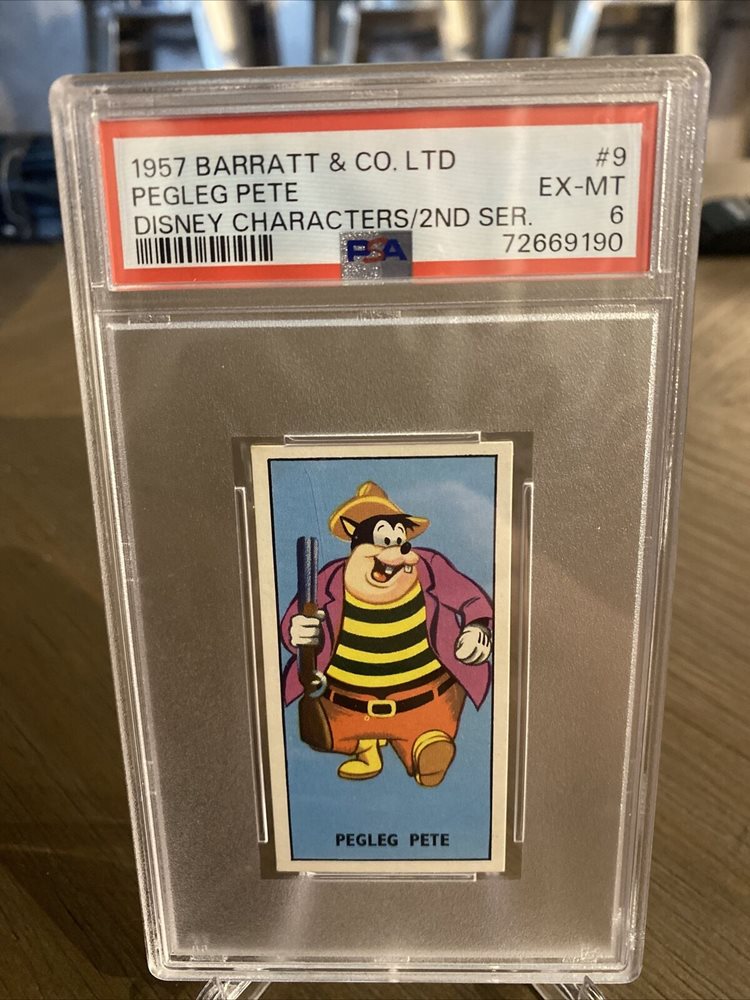 1957 BARRATT & CO. LTD #9
PEGLEG PETE EX-MT
DISNEY CHARACTERS/2ND SER. 6
PSA 72669190
PEGLEG PETE